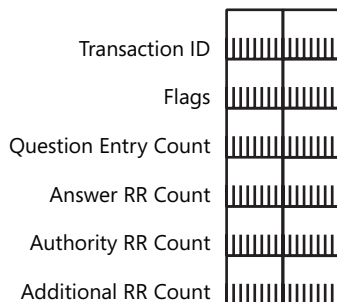 Transaction ID
Flags
Question Entry Count
Answer RR Count
Authority RR Count
Additional RR Count